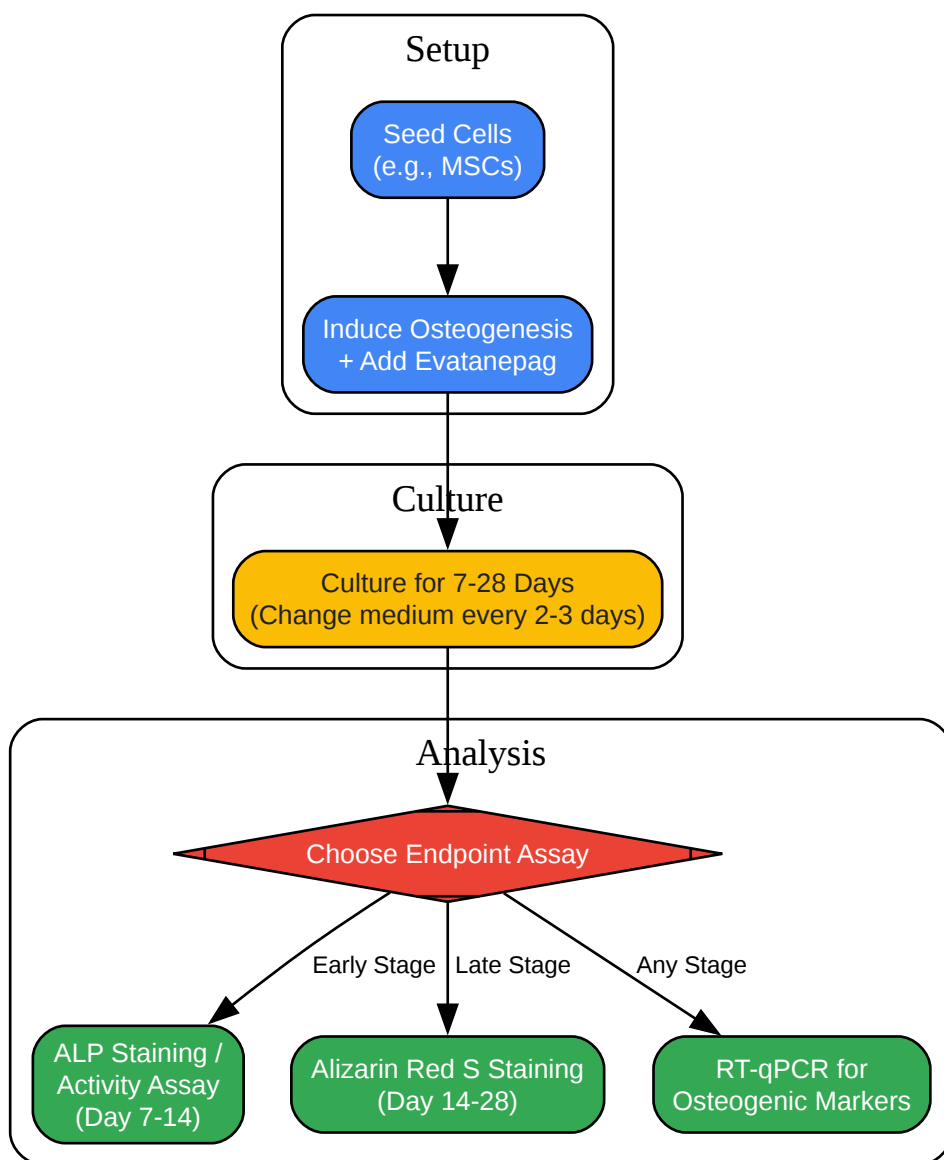 Setup
Seed Cells
(e.g., MSCs)
Induce Osteogenesis
+ Add Evatanepag
Culture
Culture for 7-28 Days
(Change medium every 2-3 days)
Analysis
Choose Endpoint Assay
Early Stage
Late Stage
Any Stage
ALP Staining /
Activity Assay
(Day 7-14)
Alizarin Red S Staining
(Day 14-28)
RT-qPCR for
Osteogenic Markers